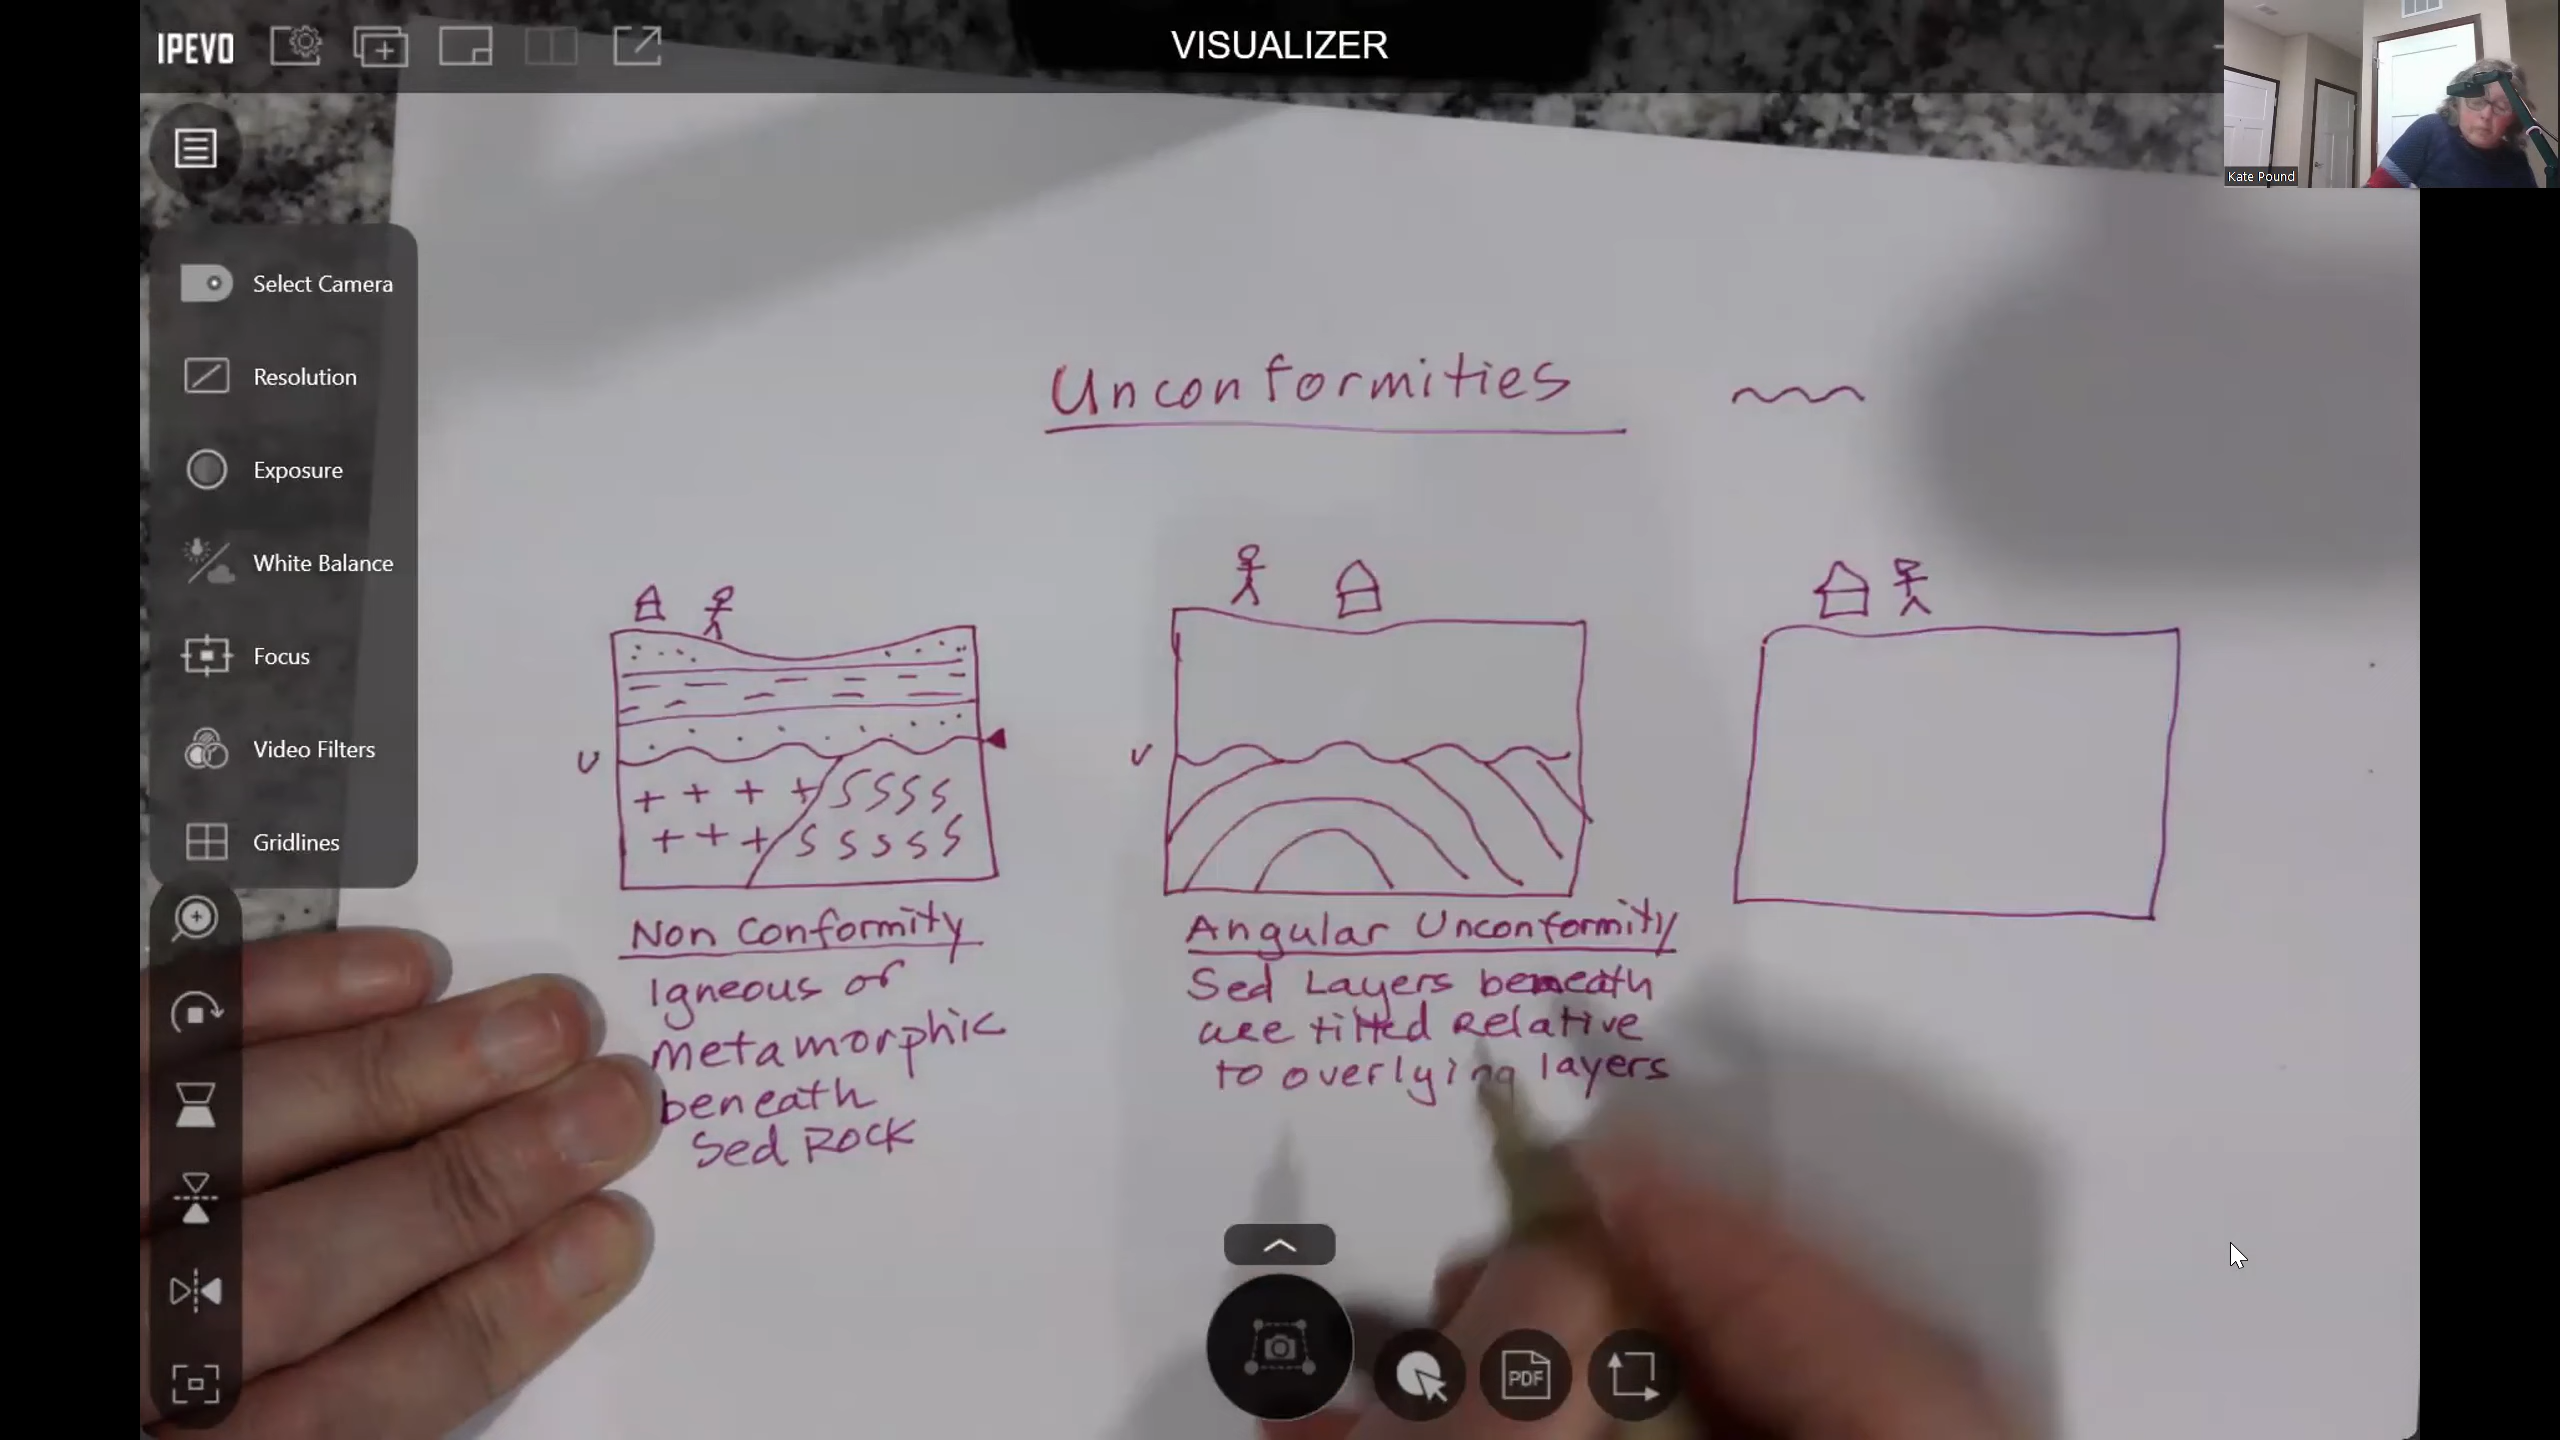 IPEVO
VISUALIZER
Kate Pound
Select Camera
Resolution
Exposure
White Balance
Focus
Video Filters
Gridlines
Unconformities
U
+ + + + S S S S
+ + + S S S S S
U
Non Conformity
Igneous or
metamorphic
beneath
Sed Rock
Angular Unconformity
Sed Layers beneath
are tilted Relative
to overlying layers
PDF